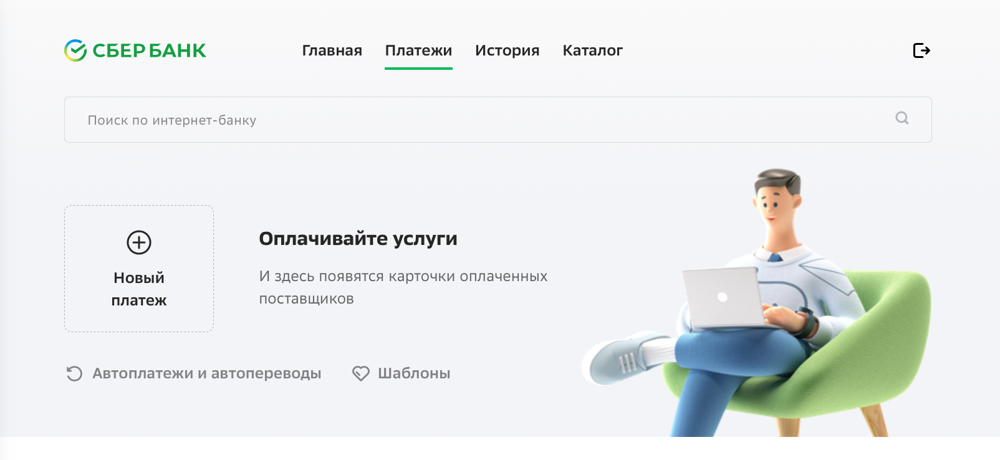 СБЕР БАНК
Главная
Платежи
История
Каталог
Поиск по интернет-банку
Новый
платеж
Оплачивайте услуги
И здесь появятся карточки оплаченных
поставщиков
Автоплатежи и автопереводы
Шаблоны